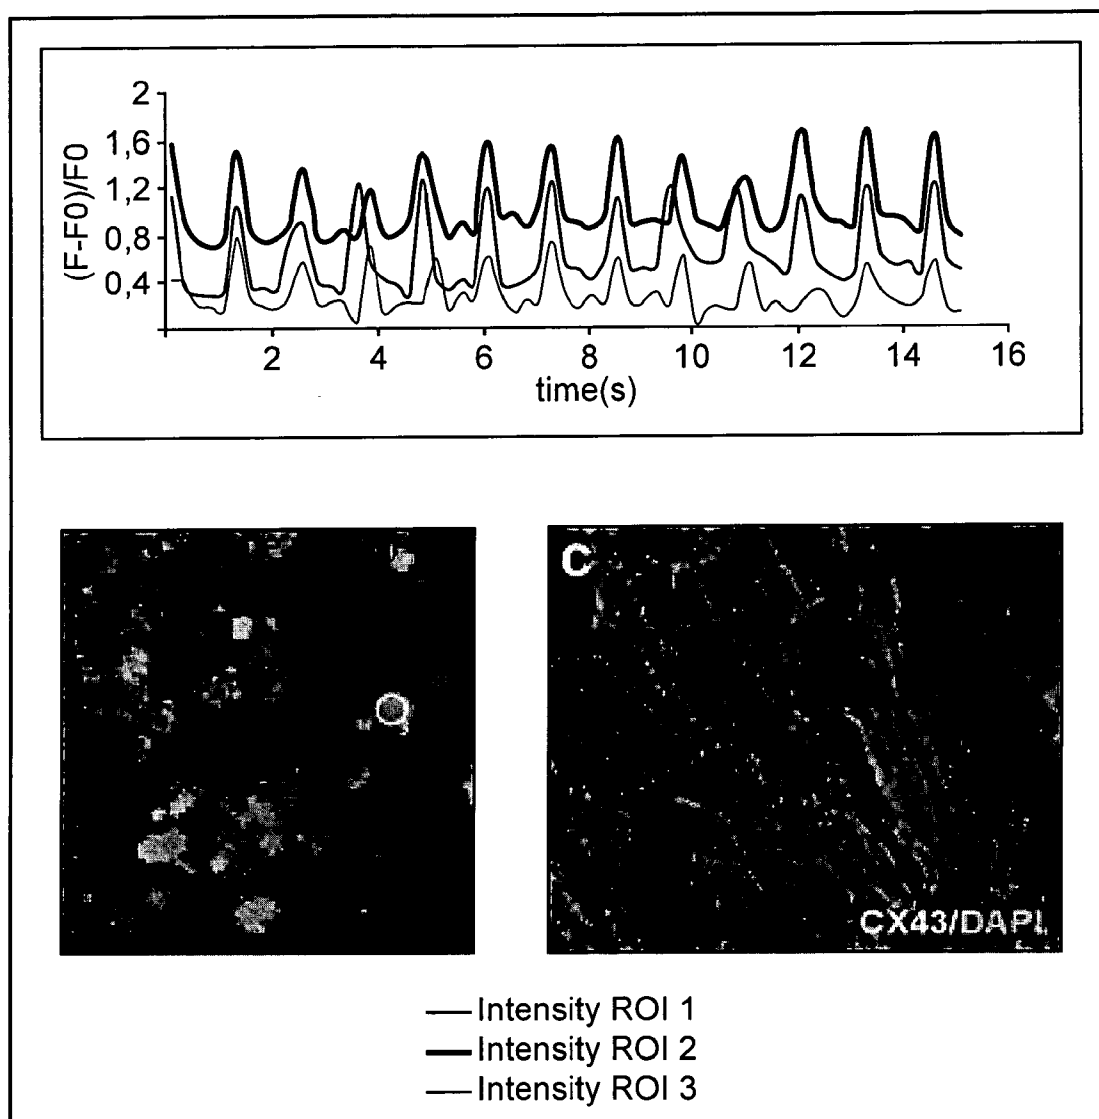 (F-F0)/F0
2
1,6
1,2
0,8
0,4
2 4 6 8 10 12 14 16
time(s)
C
CX43/DAPI
Intensity ROI 1
Intensity ROI 2
Intensity ROI 3